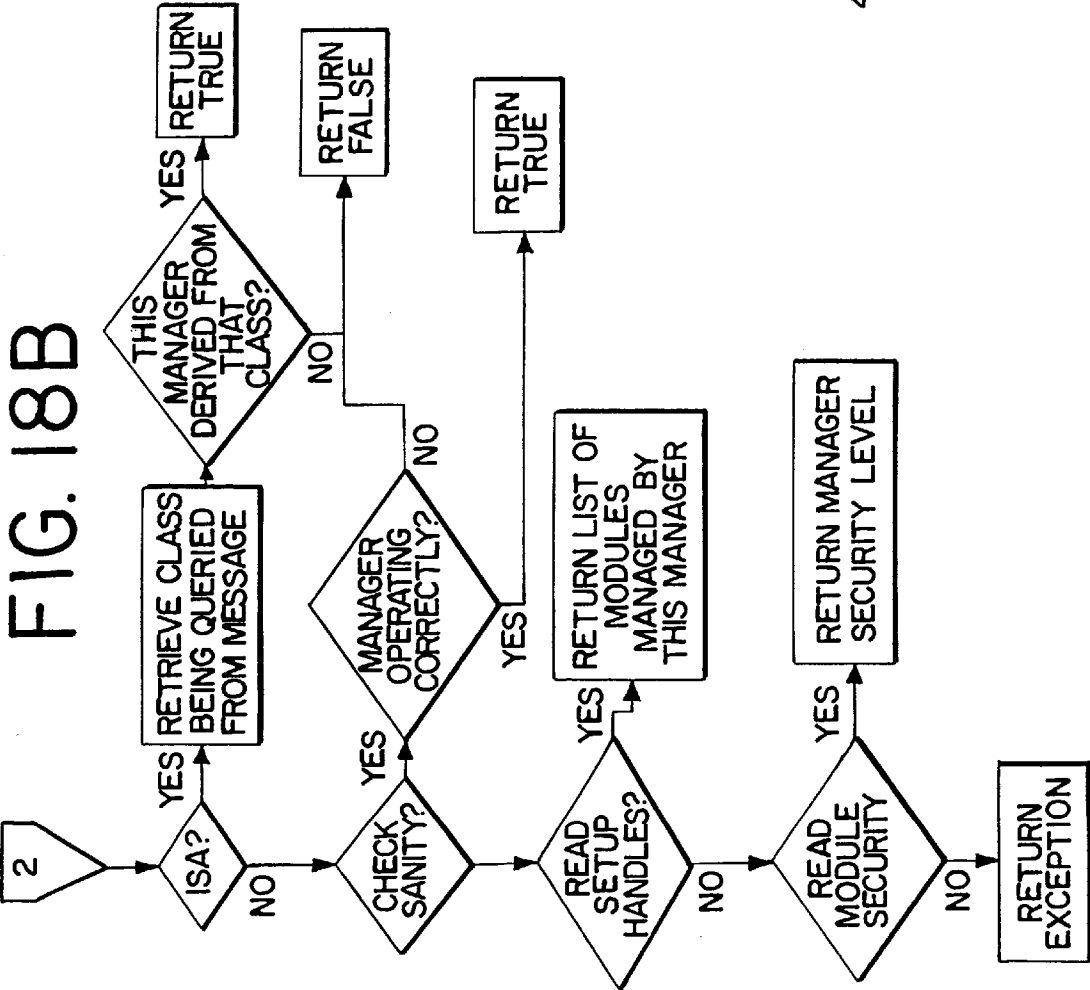 FIG. 18B
2
ISA?
YES
NO
RETRIEVE CLASS
BEING QUERIED
FROM MESSAGE
THIS
MANAGER
DERIVED FROM
THAT
CLASS?
YES
NO
RETURN
TRUE
RETURN
FALSE
CHECK
SANITY?
YES
MANAGER
OPERATING
CORRECTLY?
NO
YES
RETURN
TRUE
READ
SETUP
HANDLES?
YES
NO
RETURN LIST OF
MODULES
MANAGED BY
THIS MANAGER
READ
MODULE
SECURITY
YES
NO
RETURN MANAGER
SECURITY LEVEL
RETURN
EXCEPTION